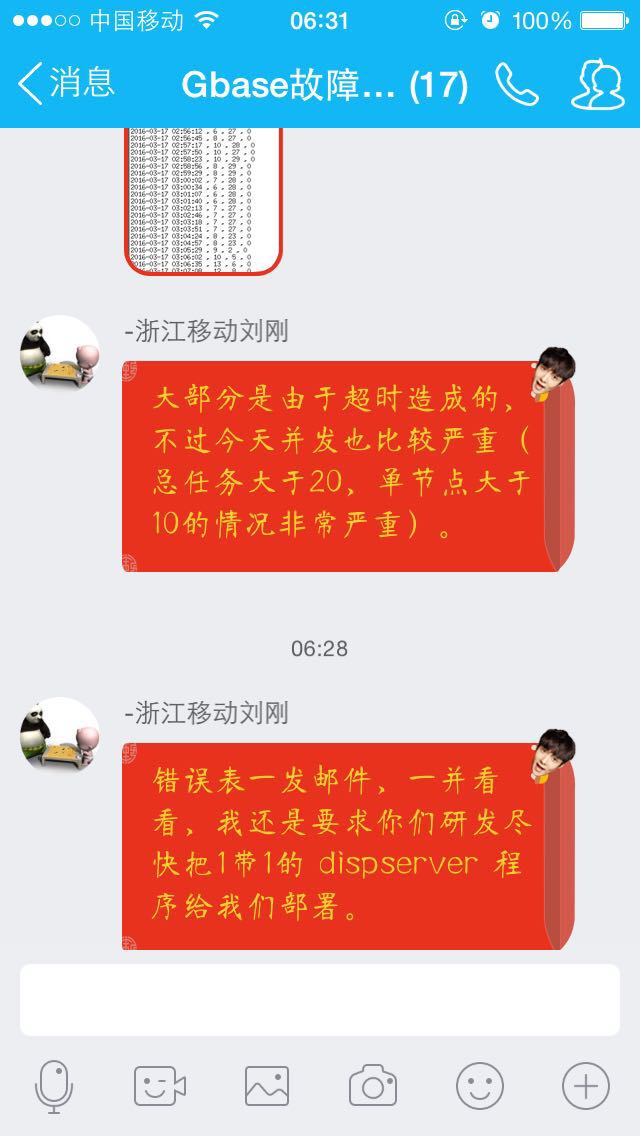 中国移动 06:31 100%
消息 Gbase故障... (17)
2016-03-17 02:56:12 , 6 , 27 , 0
2016-03-17 02:56:45 , 8 , 27 , 0
2016-03-17 02:57:17 , 10 , 28 , 0
2016-03-17 02:57:50 , 10 , 27 , 0
2016-03-17 02:58:23 , 10 , 29 , 0
2016-03-17 02:58:56 , 8 , 29 , 0
2016-03-17 02:59:29 , 8 , 29 , 0
2016-03-17 03:00:02 , 7 , 28 , 0
2016-03-17 03:00:34 , 6 , 28 , 0
2016-03-17 03:01:07 , 6 , 28 , 0
2016-03-17 03:01:40 , 6 , 28 , 0
2016-03-17 03:02:13 , 7 , 27 , 0
2016-03-17 03:02:46 , 7 , 27 , 0
2016-03-17 03:03:18 , 7 , 27 , 0
2016-03-17 03:03:51 , 7 , 27 , 0
2016-03-17 03:04:24 , 8 , 23 , 0
2016-03-17 03:04:57 , 8 , 23 , 0
2016-03-17 03:05:29 , 9 , 2 , 0
2016-03-17 03:06:02 , 10 , 5 , 0
2016-03-17 03:06:35 , 13 , 6 , 0
2016-03-17 03:07:08 , 12 , 8 , 0
-浙江移动刘刚
大部分是由于超时造成的，
不过今天并发也比较严重（
总任务大于20、单节点大于
10的情况非常严重）。
06:28
-浙江移动刘刚
错误表一发邮件，一并看
看，我还是要求你们研发尽
快把1带1的 dispserver 程
序给我们部署。